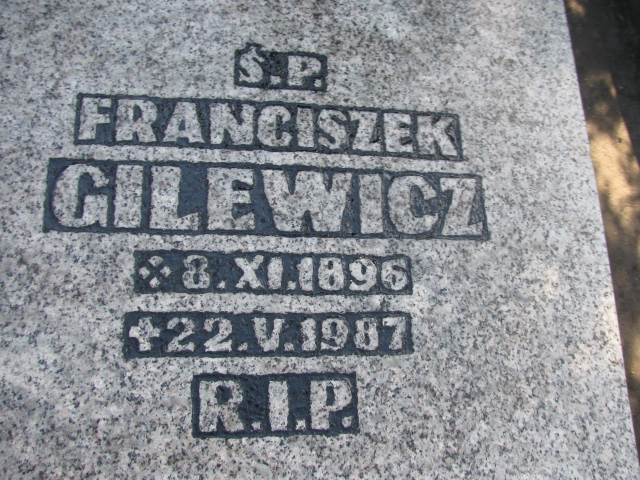 Ś.P.
FRANCISZEK
GILEWICZ
※ 8.XI.1896
+22.V.1987
R.I.P.